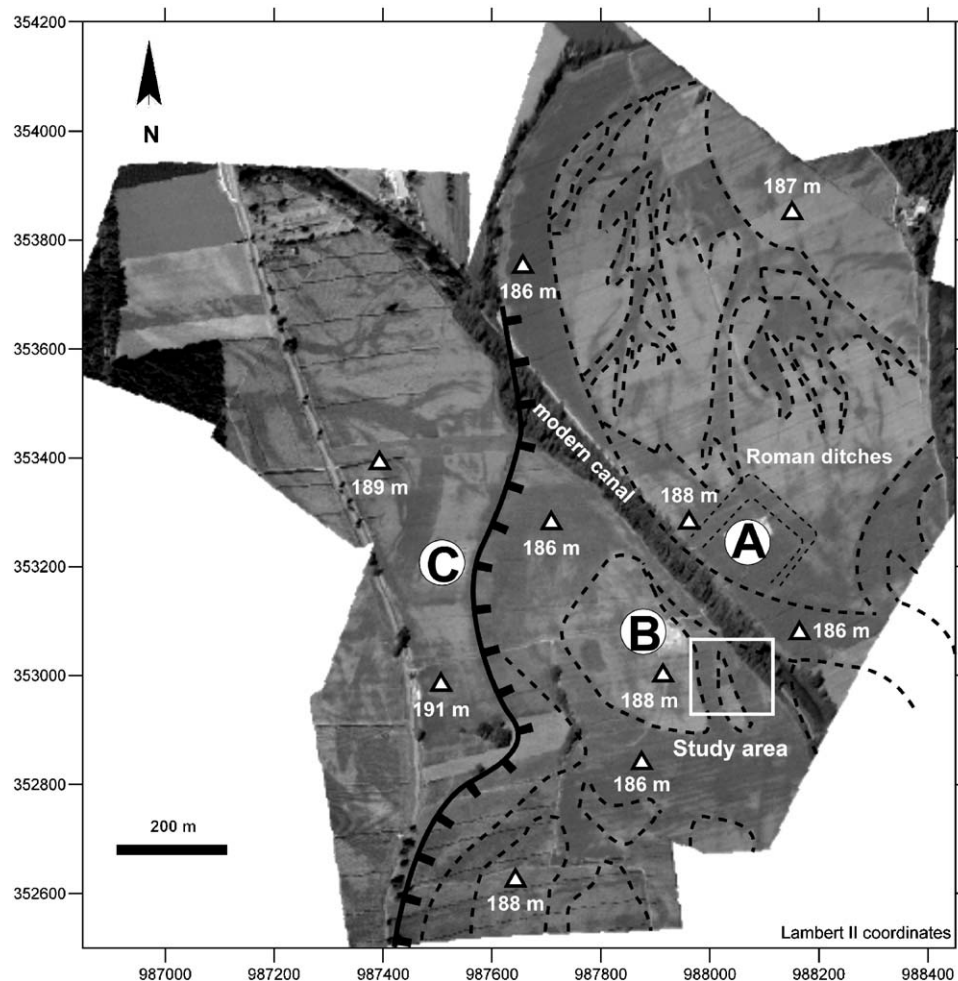 354200
354000
353800
353600
353400
353200
353000
352800
352600
N
187 m
186 m
modern canal
Roman ditches
189 m
188 m
186 m
A
C
B
186 m
191 m
188 m
Study area
186 m
200 m
188 m
Lambert II coordinates
987000 987200 987400 987600 987800 988000 988200 988400